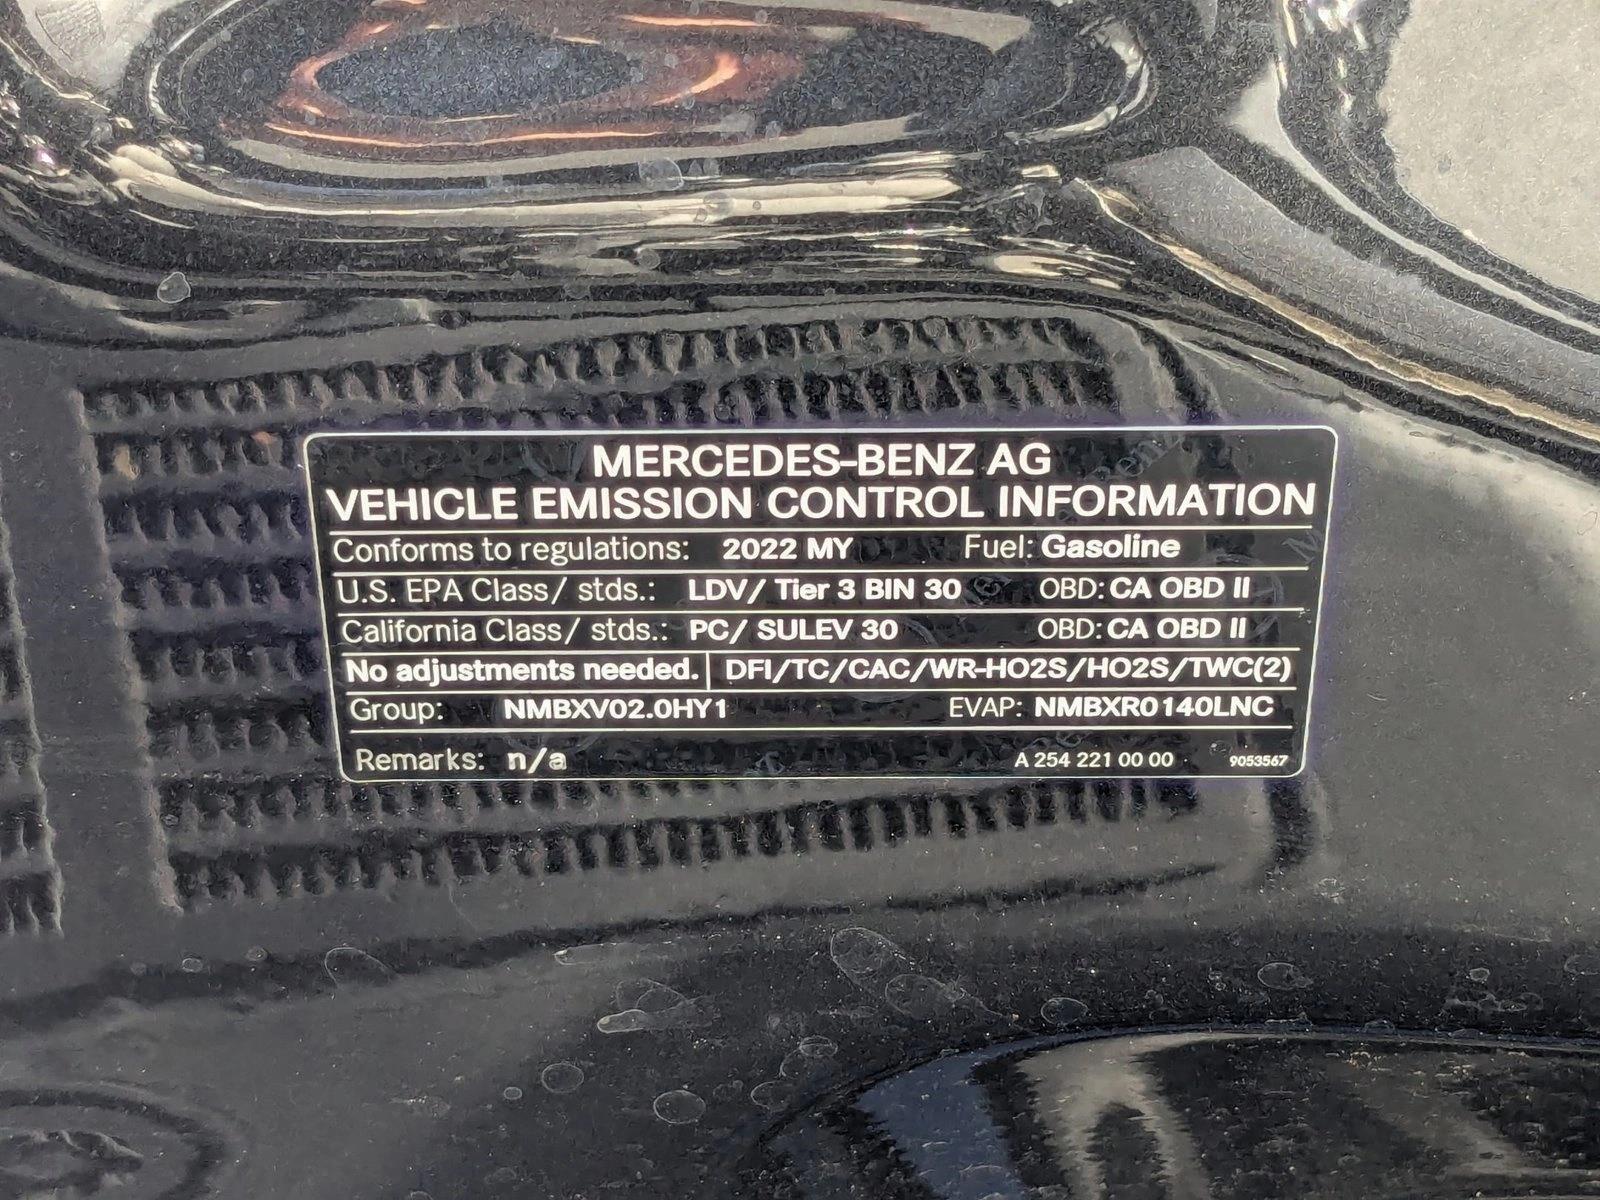 MERCEDES-BENZ AG
VEHICLE EMISSION CONTROL INFORMATION
Conforms to regulations: 2022 MY Fuel: Gasoline
U.S. EPA Class/ stds.: LDV/ Tier 3 BIN 30 OBD: CA OBD II
California Class/ stds.: PC/ SULEV 30 OBD: CA OBD II
No adjustments needed. DFI/TC/CAC/WR-HO2S/HO2S/TWC(2)
Group: NMBXV02.0HY1 EVAP: NMBXR0140LNC
Remarks: n/a A 254 221 00 00 9053567